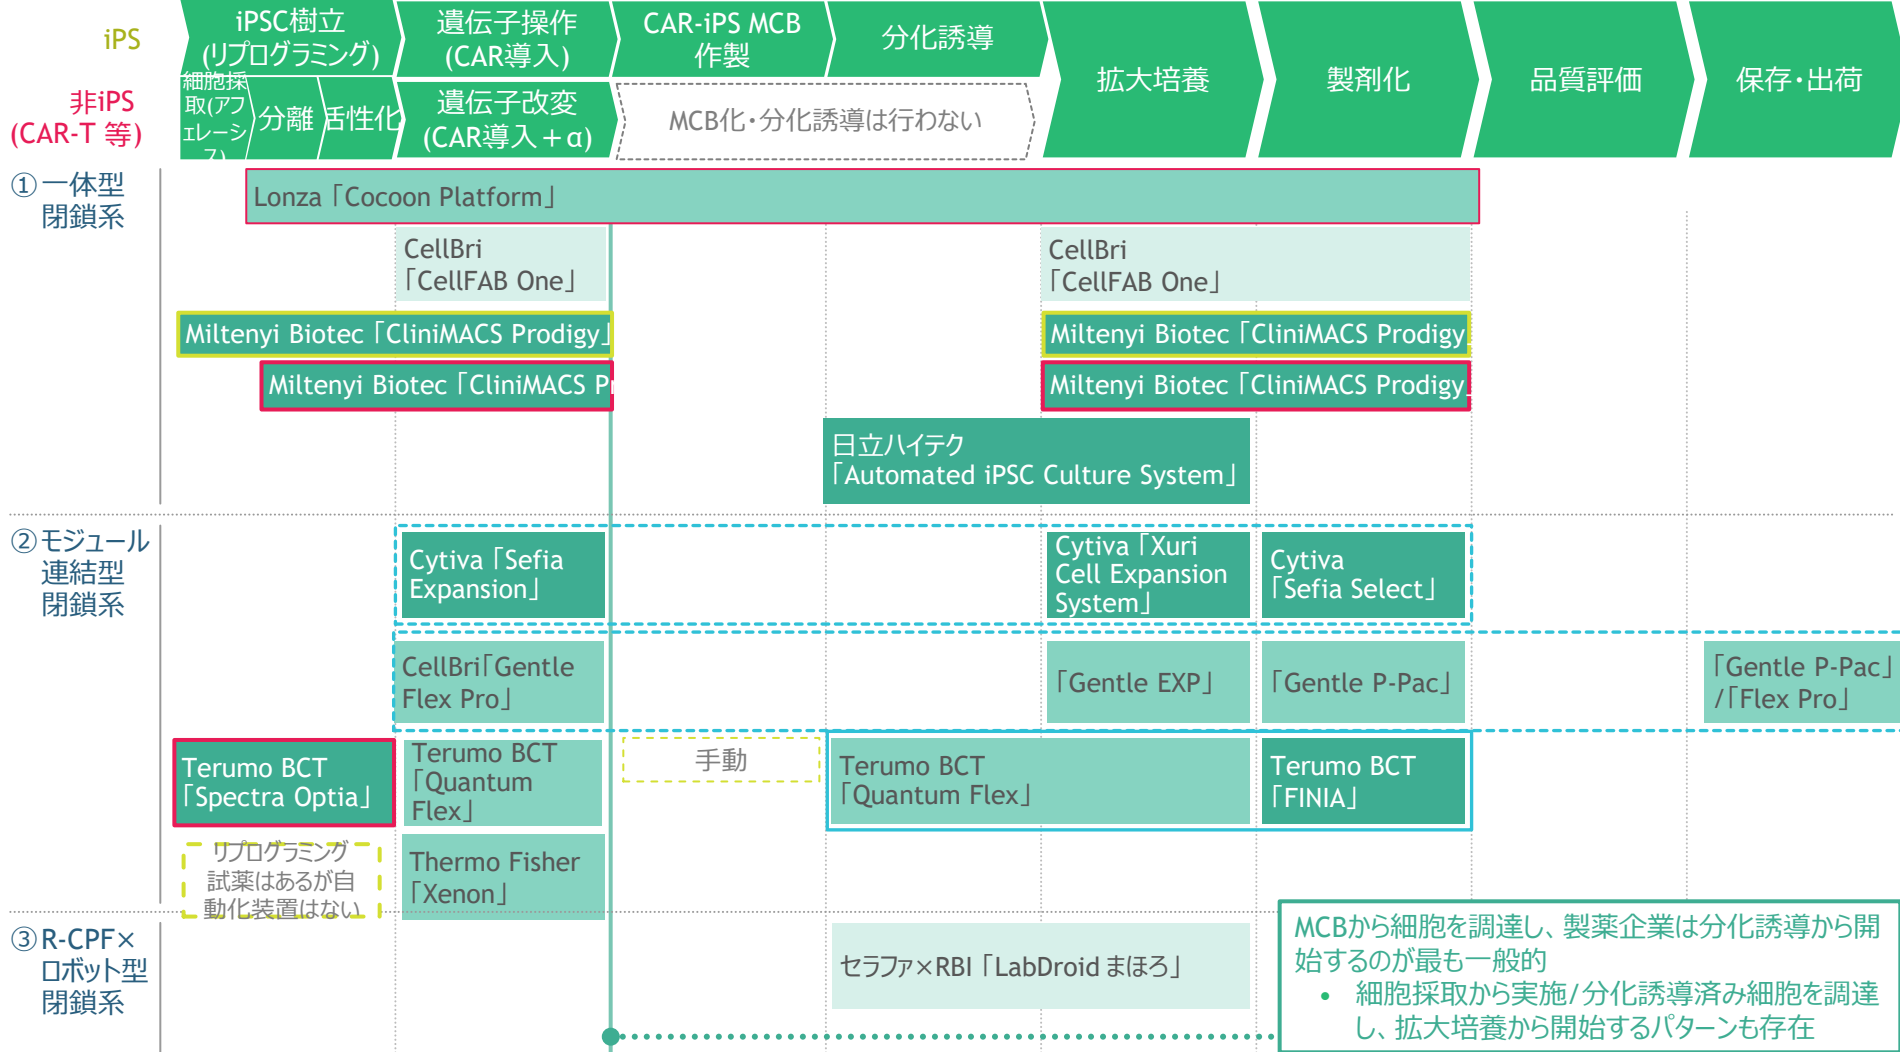 iPS
iPSC樹立
(リプログラミング)
遺伝子操作
(CAR導入)
CAR-iPS MCB
作製
分化誘導
拡大培養
製剤化
品質評価
保存・出荷
非iPS
(CAR-T 等)
細胞採
取(アフ
ェレーシ
ス)
分離
活性化
遺伝子改変
(CAR導入＋α)
MCB化・分化誘導は行わない
①一体型
閉鎖系
Lonza「Cocoon Platform」
CellBri
「CellFAB One」
CellBri
「CellFAB One」
Miltenyi Biotec「CliniMACS Prodigy」
Miltenyi Biotec「CliniMACS Prodigy
Miltenyi Biotec「CliniMACS P
Miltenyi Biotec「CliniMACS Prodigy」
日立ハイテク
「Automated iPSC Culture System」
②モジュール
連結型
閉鎖系
Cytiva「Sefia
Expansion」
Cytiva「Xuri
Cell Expansion
System」
Cytiva
「Sefia Select」
CellBri「Gentle
Flex Pro」
「Gentle EXP」
「Gentle P-Pac」
「Gentle P-Pac」
/「Flex Pro」
Terumo BCT
「Spectra Optia」
Terumo BCT
「Quantum
Flex」
手動
Terumo BCT
「Quantum Flex」
Terumo BCT
「FINIA」
リプログラミング
試薬はあるが自
動化装置はない
Thermo Fisher
「Xenon」
③R-CPF×
ロボット型
閉鎖系
セラファ×RBI「LabDroid まほろ」
MCBから細胞を調達し、製薬企業は分化誘導から開
始するのが最も一般的
• 細胞採取から実施/分化誘導済み細胞を調達
し、拡大培養から開始するパターンも存在